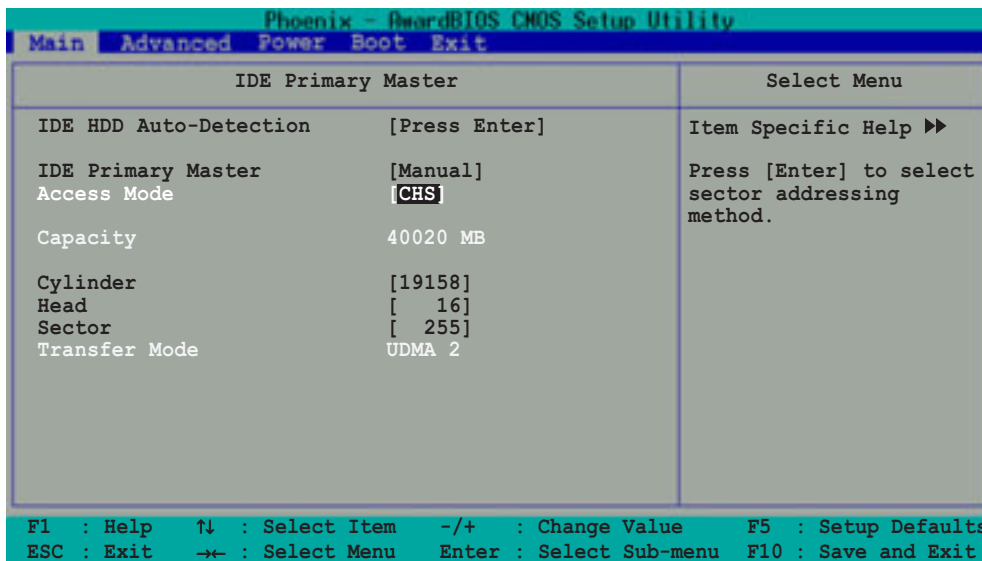 Phoenix - AwardBIOS CMOS Setup Utility
Main Advanced Power Boot Exit
IDE Primary Master
Select Menu
IDE HDD Auto-Detection [Press Enter]
IDE Primary Master [Manual]
Access Mode [CHS]
Capacity 40020 MB
Cylinder [19158]
Head [ 16]
Sector [ 255]
Transfer Mode UDMA 2
Item Specific Help ▶▶
Press [Enter] to select
sector addressing
method.
F1 : Help ↑↓ : Select Item -/+ : Change Value F5 : Setup Defaults
ESC : Exit →← : Select Menu Enter : Select Sub-menu F10 : Save and Exit